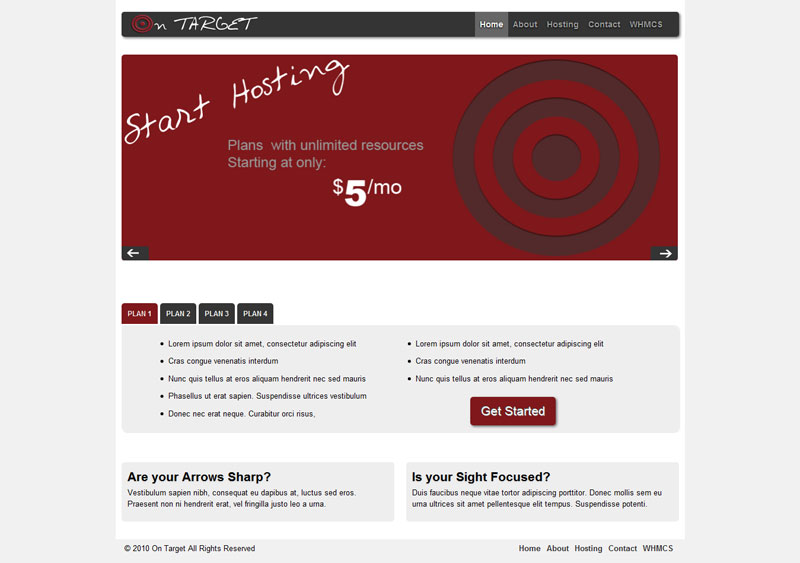 On TARGET
Home About Hosting Contact WHMCS
Start Hosting
Plans with unlimited resources
Starting at only:
$5/mo
PLAN 1 PLAN 2 PLAN 3 PLAN 4
Lorem ipsum dolor sit amet, consectetur adipiscing elit
Cras congue venenatis interdum
Nunc quis tellus at eros aliquam hendrerit nec sed mauris
Phasellus ut erat sapien. Suspendisse ultrices vestibulum
Donec nec erat neque. Curabitur orci risus,
Lorem ipsum dolor sit amet, consectetur adipiscing elit
Cras congue venenatis interdum
Nunc quis tellus at eros aliquam hendrerit nec sed mauris
Get Started
Are your Arrows Sharp?
Vestibulum sapien nibh, consequat eu dapibus at, luctus sed eros.
Praesent non ni hendrerit erat, vel fringilla justo leo a urna.
Is your Sight Focused?
Duis faucibus neque vitae tortor adipiscing porttitor. Donec mollis sem eu
urna ultrices sit amet pellentesque elit tempus. Suspendisse potenti.
© 2010 On Target All Rights Reserved
Home About Hosting Contact WHMCS